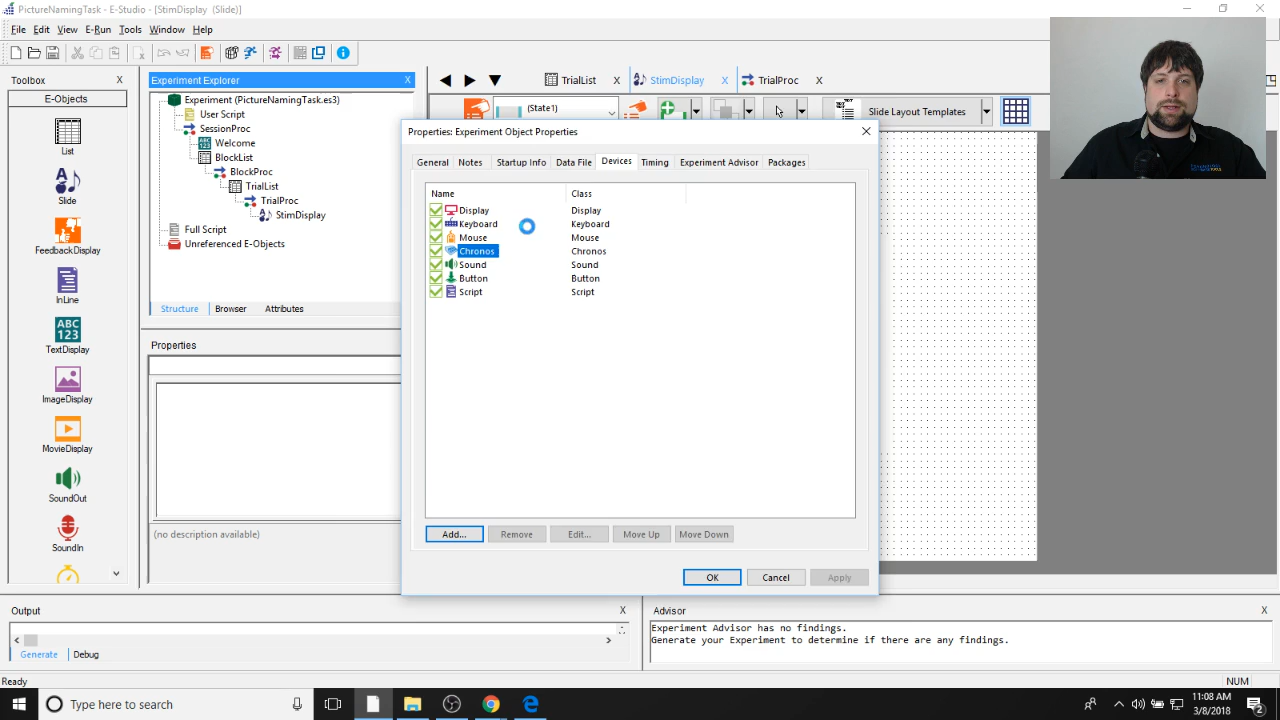 PictureNamingTask - E-Studio - [StimDisplay (Slide)]
File Edit View E-Run Tools Window Help
Toolbox X
Experiment Explorer X
TrialList X StimDisplay X TrialProc X
E-Objects
List
Slide
FeedbackDisplay
InLine
ABC
123
TextDisplay
ImageDisplay
MovieDisplay
SoundOut
SoundIn
Experiment (PictureNamingTask.es3)
User Script
SessionProc
Welcome
BlockList
BlockProc
TrialList
TrialProc
StimDisplay
Full Script
Unreferenced E-Objects
Structure Browser Attributes
Properties
(no description available)
(State1) Slide Layout Templates
Properties: Experiment Object Properties
General Notes Startup Info Data File Devices Timing Experiment Advisor Packages
Name Class
Display Display
Keyboard Keyboard
Mouse Mouse
Chronos Chronos
Sound Sound
Button Button
Script Script
Add... Remove Edit... Move Up Move Down
OK Cancel Apply
Output X
Generate Debug
Advisor X
Experiment Advisor has no findings.
Generate your Experiment to determine if there are any findings.
Ready NUM
Type here to search
11:08 AM
3/8/2018
2